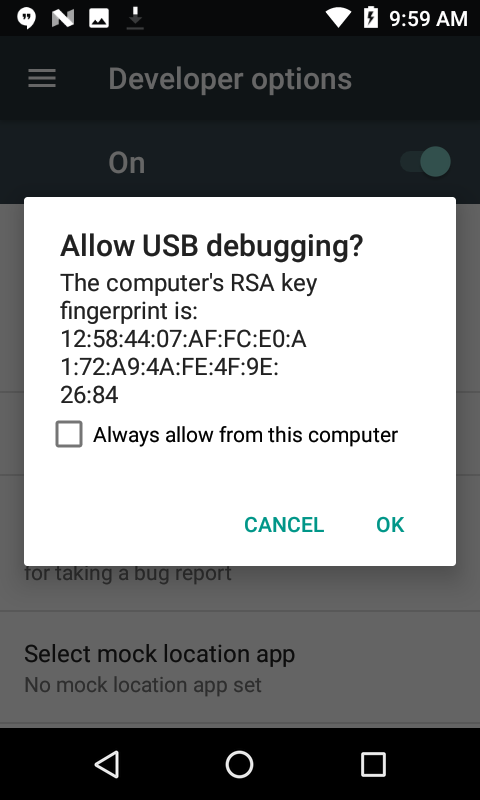 9:59 AM
Developer options
On
Allow USB debugging?
The computer's RSA key
fingerprint is:
12:58:44:07:AF:FC:E0:A
1:72:A9:4A:FE:4F:9E:
26:84
Always allow from this computer
CANCEL OK
for taking a bug report
Select mock location app
No mock location app set